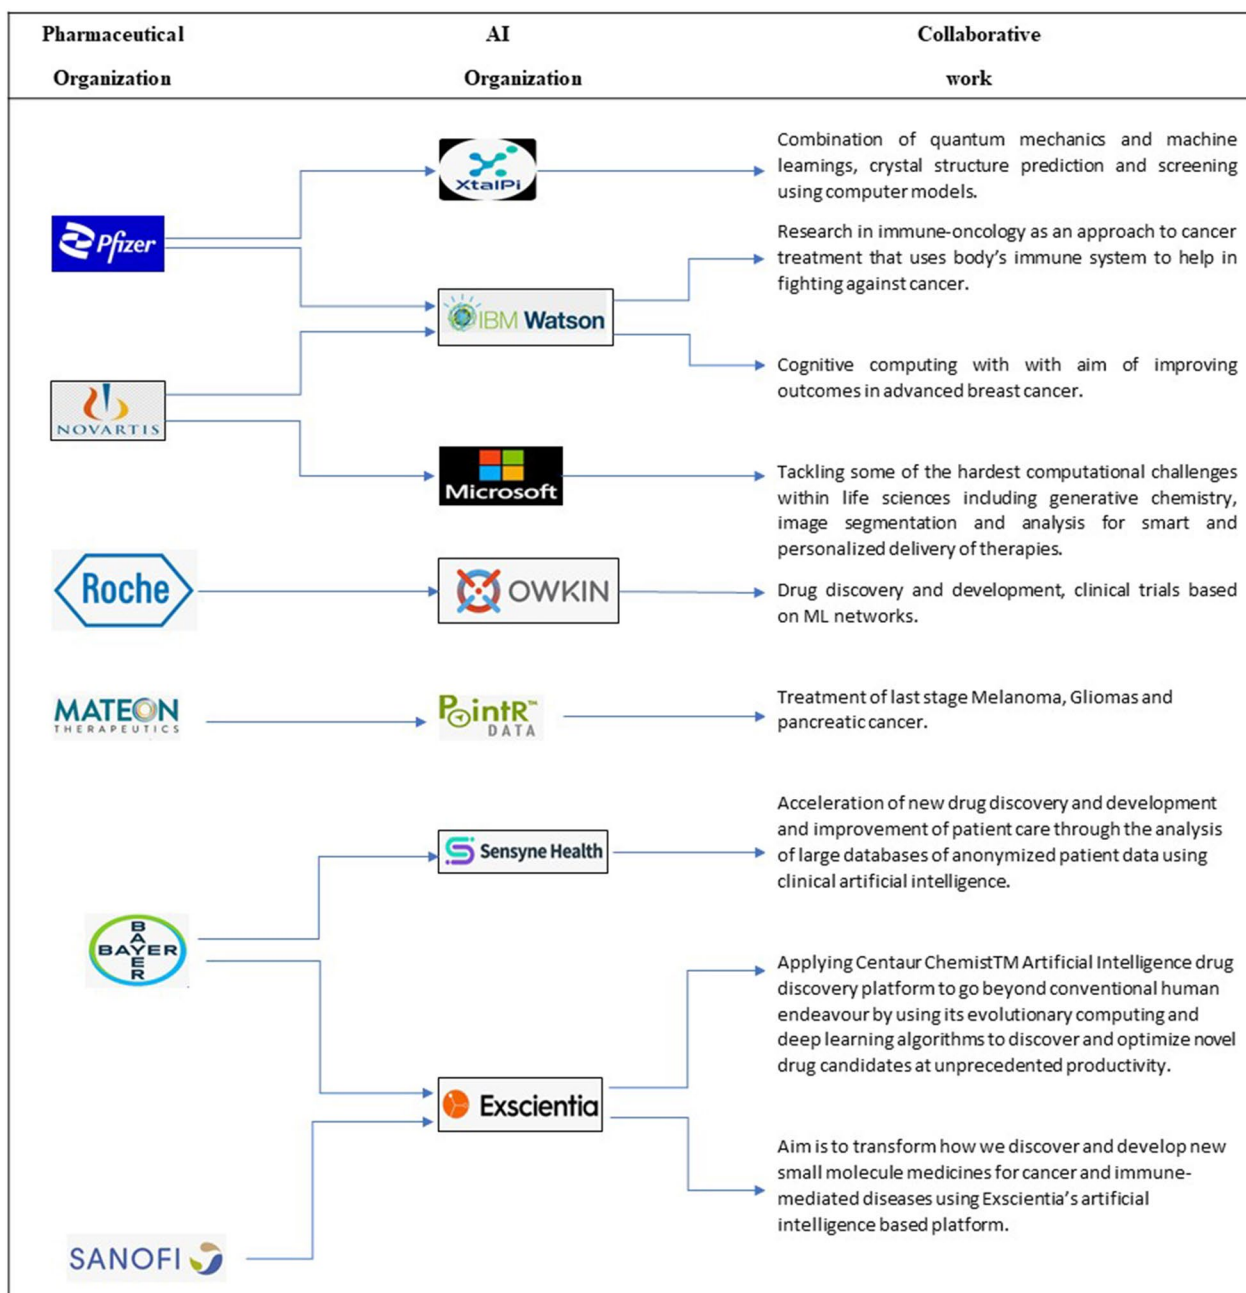 Pharmaceutical
Organization
AI
Organization
Collaborative
work
XtalPi
Combination of quantum mechanics and machine
learnings, crystal structure prediction and screening
using computer models.
Pfizer
Research in immune-oncology as an approach to cancer
treatment that uses body's immune system to help in
fighting against cancer.
IBM Watson
Cognitive computing with with aim of improving
outcomes in advanced breast cancer.
NOVARTIS
Microsoft
Tackling some of the hardest computational challenges
within life sciences including generative chemistry,
image segmentation and analysis for smart and
personalized delivery of therapies.
Roche
OWKIN
Drug discovery and development, clinical trials based
on ML networks.
MATEON
THERAPEUTICS
PointR™
DATA
Treatment of last stage Melanoma, Gliomas and
pancreatic cancer.
Sensyne Health
Acceleration of new drug discovery and development
and improvement of patient care through the analysis
of large databases of anonymized patient data using
clinical artificial intelligence.
BAYER
BAYER
Applying Centaur ChemistTM Artificial Intelligence drug
discovery platform to go beyond conventional human
endeavour by using its evolutionary computing and
deep learning algorithms to discover and optimize novel
drug candidates at unprecedented productivity.
Exscientia
Aim is to transform how we discover and develop new
small molecule medicines for cancer and immune-
mediated diseases using Exscientia's artificial
intelligence based platform.
SANOFI